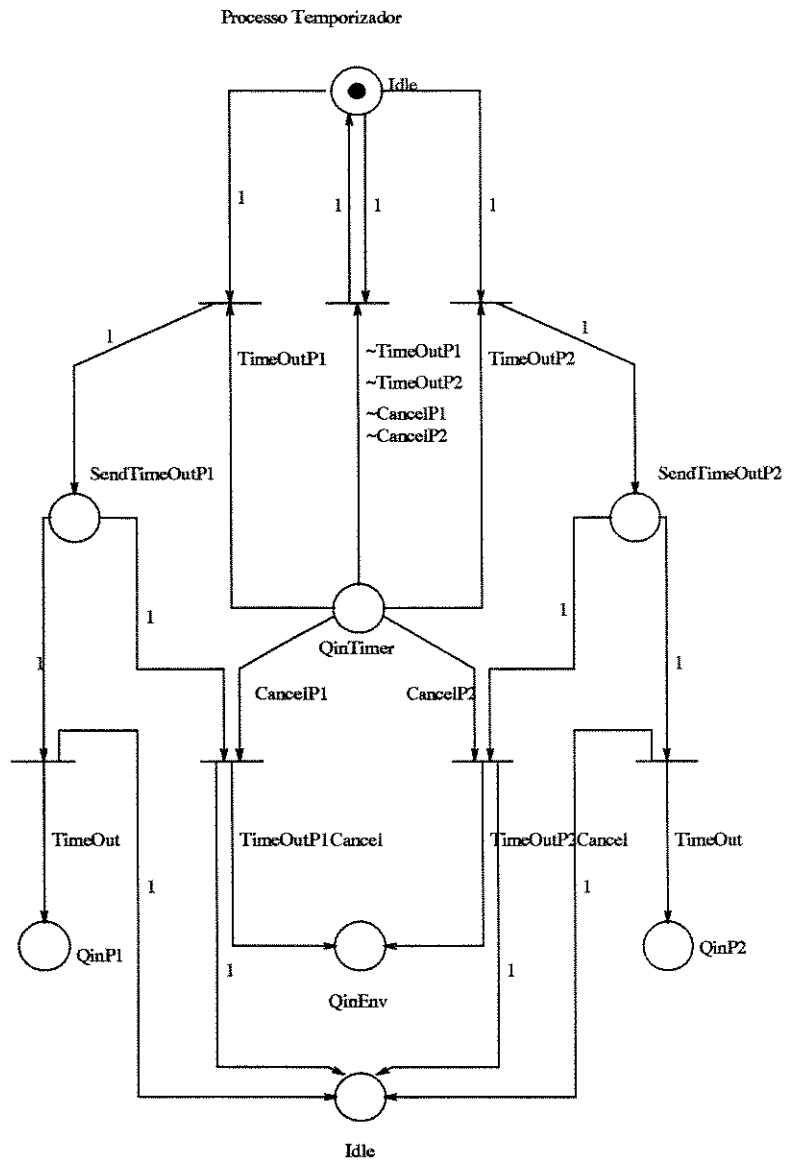 Processo Temporizador
Idle
1
1
1
1
1
1
TimeOutP1
~TimeOutP1
~TimeOutP2
~CancelP1
~CancelP2
TimeOutP2
SendTimeOutP1
SendTimeOutP2
1
1
QinTimer
1
1
CancelP1
CancelP2
TimeOut
TimeOutP1Cancel
TimeOutP2Cancel
TimeOut
1
1
QinP1
1
1
QinP2
QinEnv
Idle